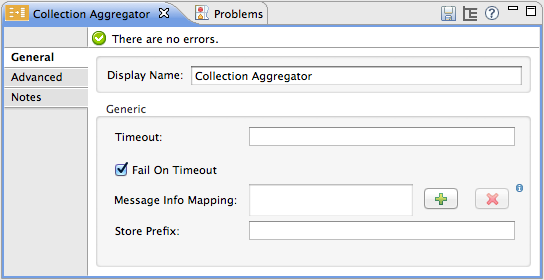 Collection Aggregator
Problems
There are no errors.
General
Advanced
Notes
Display Name: Collection Aggregator
Generic
Timeout:
Fail On Timeout
Message Info Mapping:
Store Prefix: